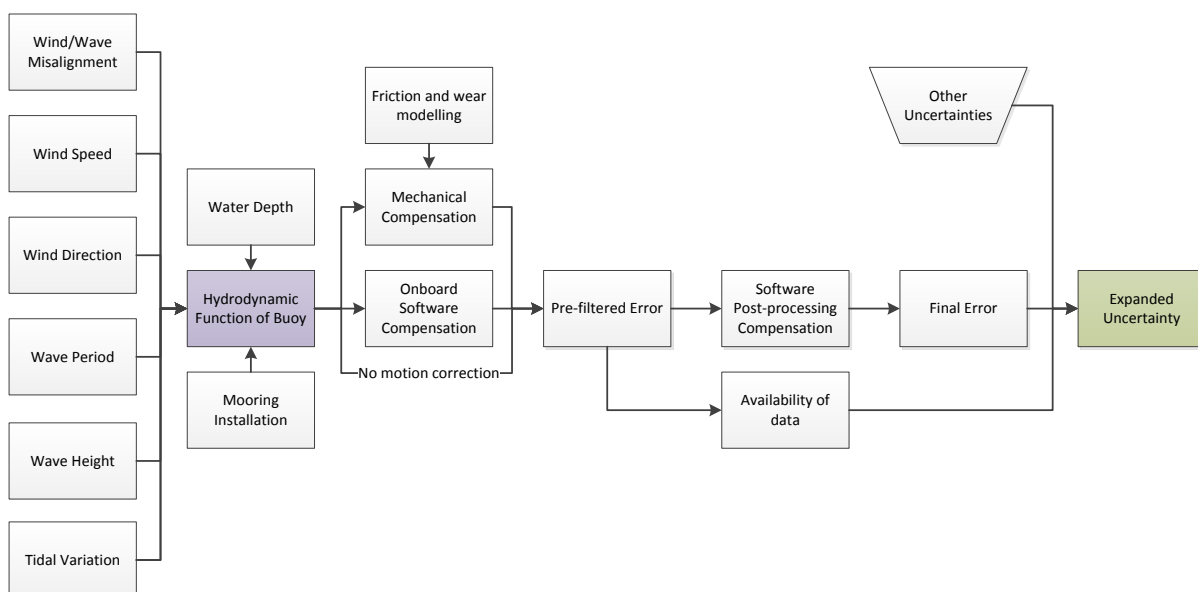 Wind/Wave
Misalignment
Wind Speed
Wind Direction
Wave Period
Wave Height
Tidal Variation
Water Depth
Hydrodynamic
Function of Buoy
Mooring
Installation
Friction and wear
modelling
Mechanical
Compensation
Onboard
Software
Compensation
No motion correction
Pre-filtered Error
Software
Post-processing
Compensation
Availability of
data
Final Error
Other
Uncertainties
Expanded
Uncertainty